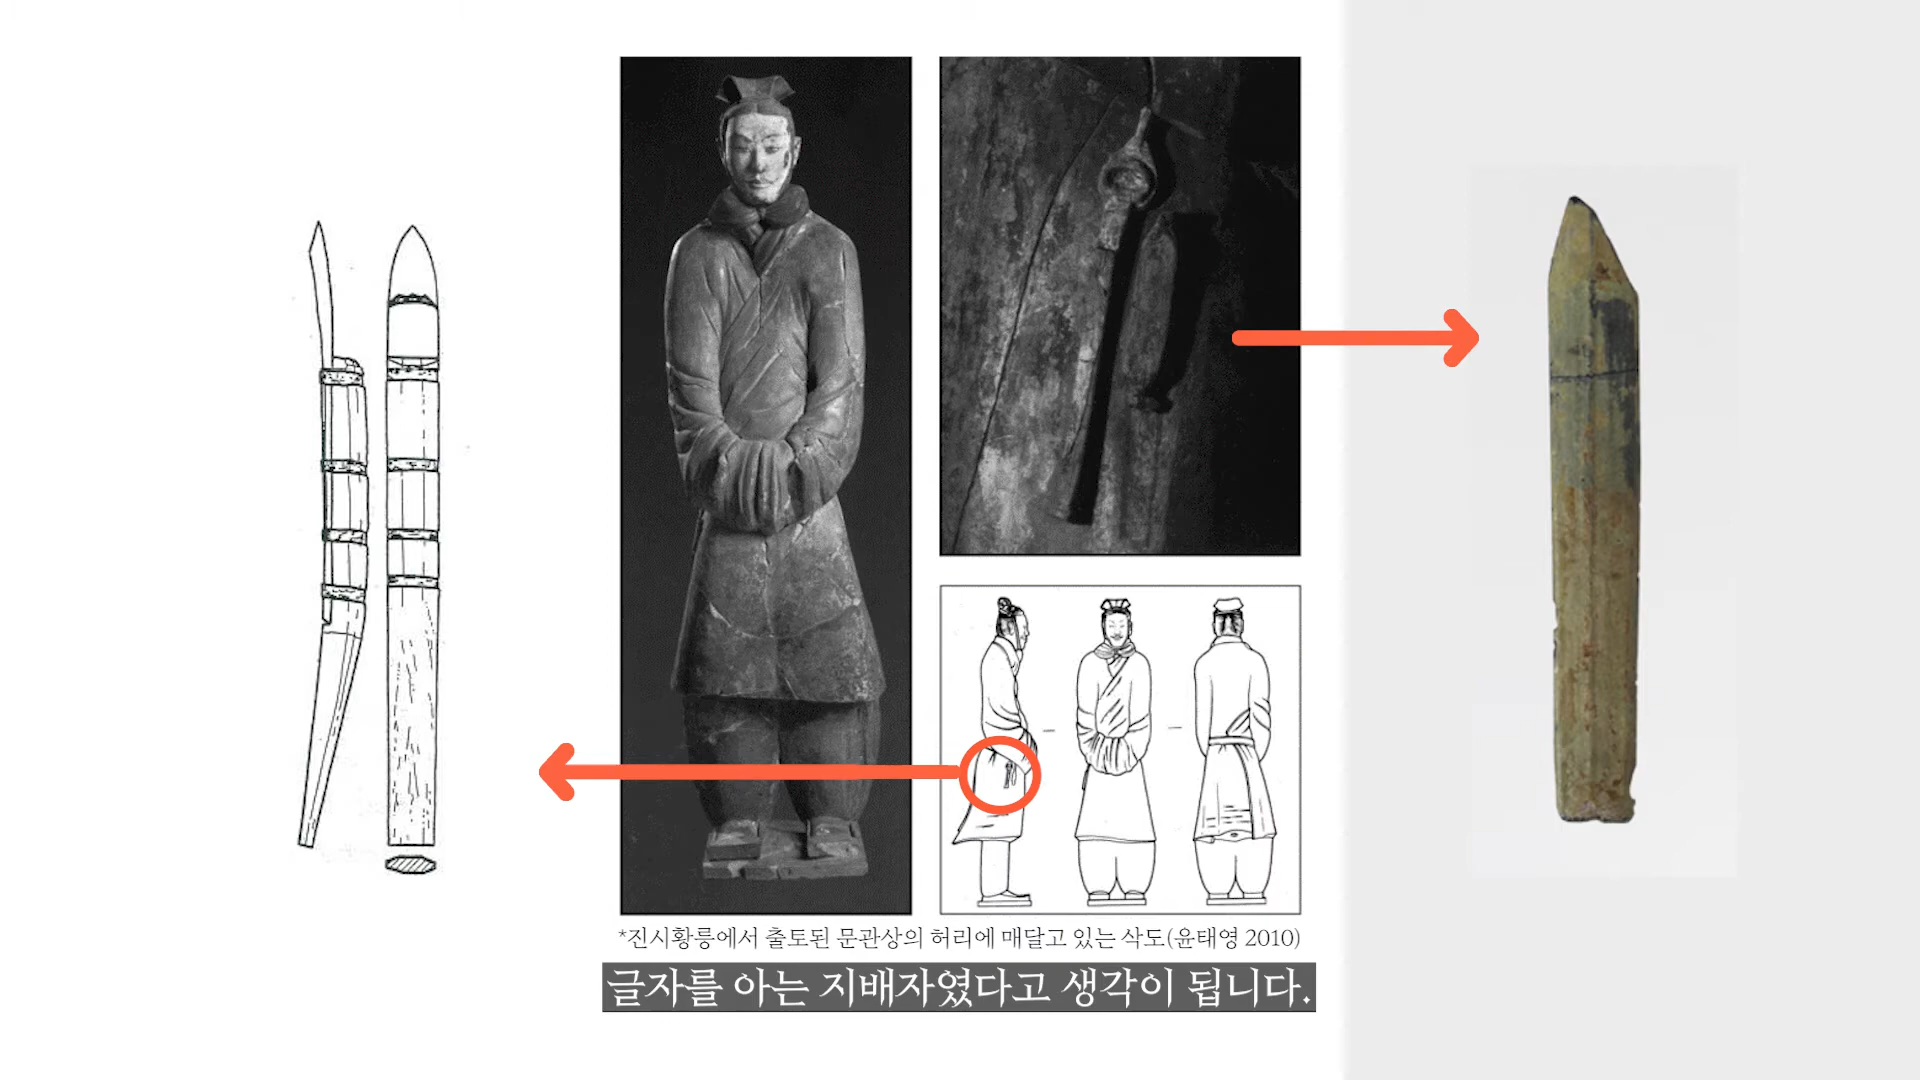 *진시황릉에서 출토된 문관상의 허리에 매달고 있는 삭도(윤태영 2010)
글자를 아는 지배자였다고 생각이 됩니다.